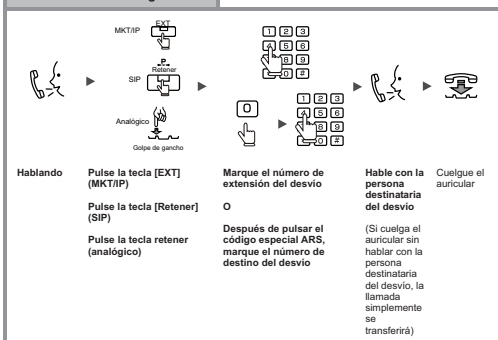 MKT/IP
EXT
1 2 3
4 5 6
8 9
0 #
P
Retener
SIP
0
1 2 3
4 5 6
8 9
0 #
Analógico
Golpe de gancho
Hablando
Pulse la tecla [EXT]
(MKT/IP)
Pulse la tecla [Retener]
(SIP)
Pulse la tecla retener
(analógico)
Marque el número de
extensión del desvío
O
Después de pulsar el
código especial ARS,
marque el número de
destino del desvío
Hable con la
persona
destinataria
del desvío
(Si cuelga el
auricular sin
hablar con la
persona
destinataria
del desvío, la
llamada
simplemente
se
transferirá)
Cuelgue el
auricular